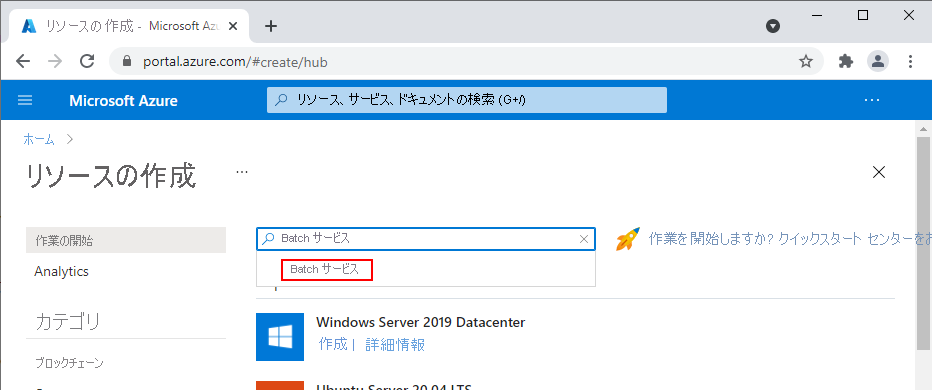 リソースの作成 - Microsoft Azu
portal.azure.com/#create/hub
Microsoft Azure
リソース、サービス、ドキュメントの検索 (G+/)
ホーム
リソースの作成
作業の開始
Analytics
カテゴリ
ブロックチェーン
Batch サービス
Batch サービス
作業を開始しますか? クイックスタート センターをお
Windows Server 2019 Datacenter
作成 | 詳細情報
Ubuntu Server 20.04 LTS